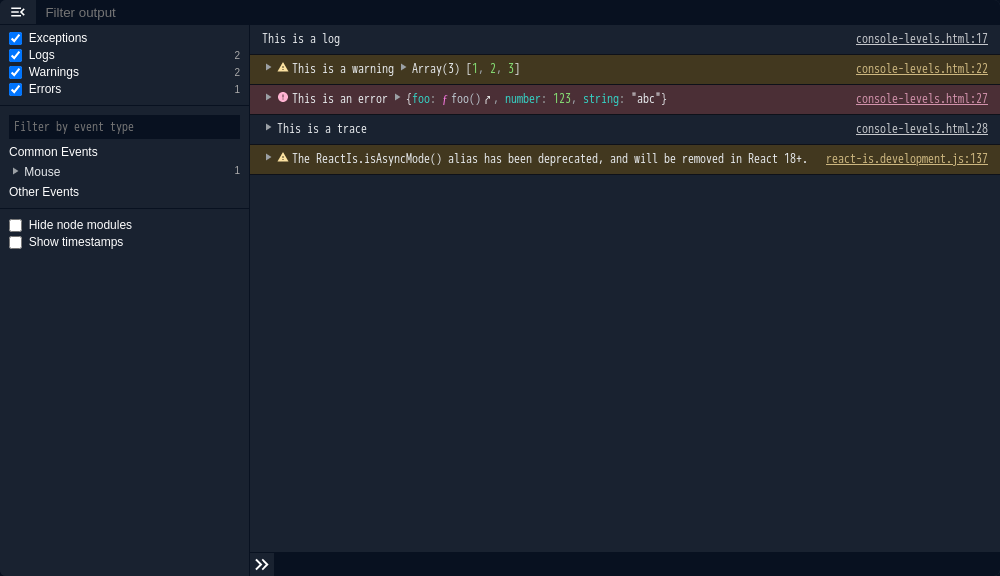 Filter output
Exceptions
Logs 2
Warnings 2
Errors 1
Filter by event type
Common Events
Mouse 1
Other Events
Hide node modules
Show timestamps
This is a log console-levels.html:17
This is a warning Array(3) [1, 2, 3] console-levels.html:22
This is an error {foo: ƒ foo(), number: 123, string: "abc"} console-levels.html:27
This is a trace console-levels.html:28
The ReactIs.isAsyncMode() alias has been deprecated, and will be removed in React 18+. react-is.development.js:137